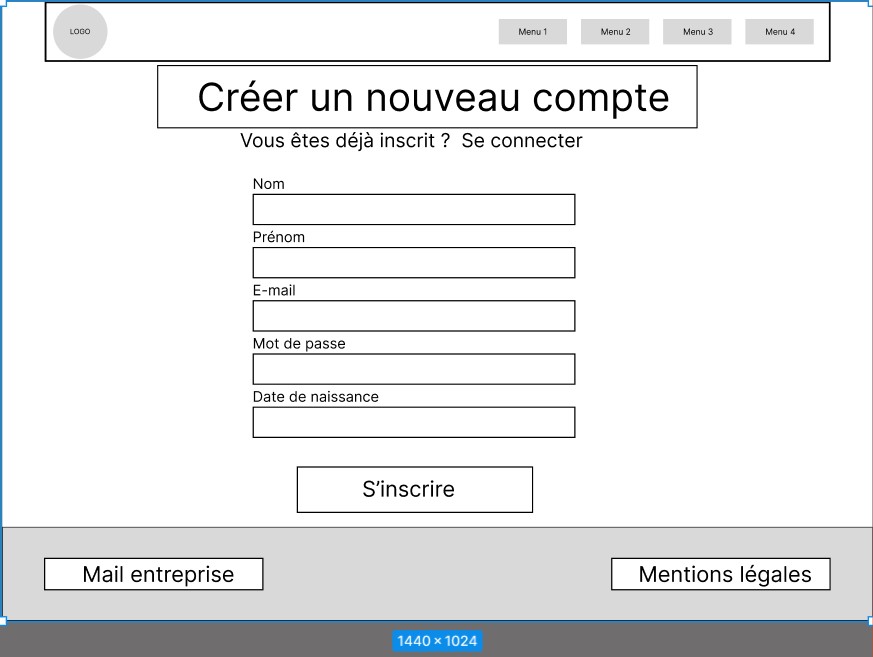 LOGO
Menu 1 Menu 2 Menu 3 Menu 4
Créer un nouveau compte
Vous êtes déjà inscrit ? Se connecter
Nom
Prénom
E-mail
Mot de passe
Date de naissance
S’inscrire
Mail entreprise
Mentions légales
1440 × 1024